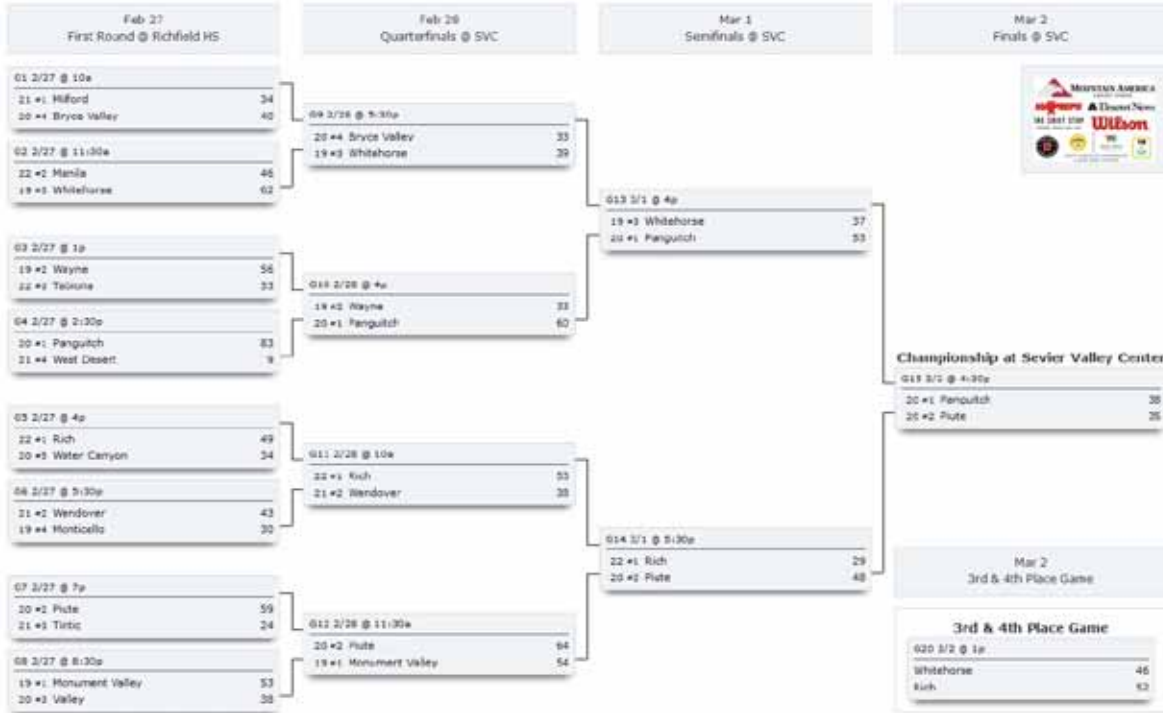 Feb 27
First Round @ Richfield HS
G1 2/27 @ 10a
21 #1 Milford 34
20 #4 Bryce Valley 40
G2 2/27 @ 11:30a
22 #2 Manila 46
19 #3 Whitehorse 62
G3 2/27 @ 1p
19 #2 Wayne 56
22 #3 33
G4 2/27 @ 2:30p
20 #1 Panguitch 83
21 #4 West Desert 9
G5 2/27 @ 4p
22 #1 Rich 49
20 #5 Water Canyon 34
G6 2/27 @ 5:30p
21 #2 Wendover 43
19 #4 Monticello 30
G7 2/27 @ 7p
20 #2 Piute 59
21 #3 Tintic 24
G8 2/27 @ 8:30p
19 #1 Monument Valley 53
20 #3 Valley 38
Feb 28
Quarterfinals @ SVC
G9 2/28 @ 5:30p
20 #4 Bryce Valley 33
19 #3 Whitehorse 39
G10 2/28 @ 4p
19 #2 Wayne 33
20 #1 Panguitch 60
G11 2/28 @ 10a
22 #1 Rich 53
21 #2 Wendover 38
G12 2/28 @ 11:30a
20 #2 Piute 64
19 #1 Monument Valley 54
Mar 1
Semifinals @ SVC
G13 3/1 @ 4p
19 #3 Whitehorse 37
20 #1 Panguitch 53
G14 3/1 @ 5:30p
22 #1 Rich 29
20 #2 Piute 48
Mar 2
Finals @ SVC
MOUNTAIN AMERICA
Deseret News
Wilson
Championship at Sevier Valley Center
G15 3/2 @ 4:30p
20 #1 Panguitch 38
20 #2 Piute 35
Mar 2
3rd & 4th Place Game
3rd & 4th Place Game
G20 3/2 @ 1p
Whitehorse 46
Rich 52